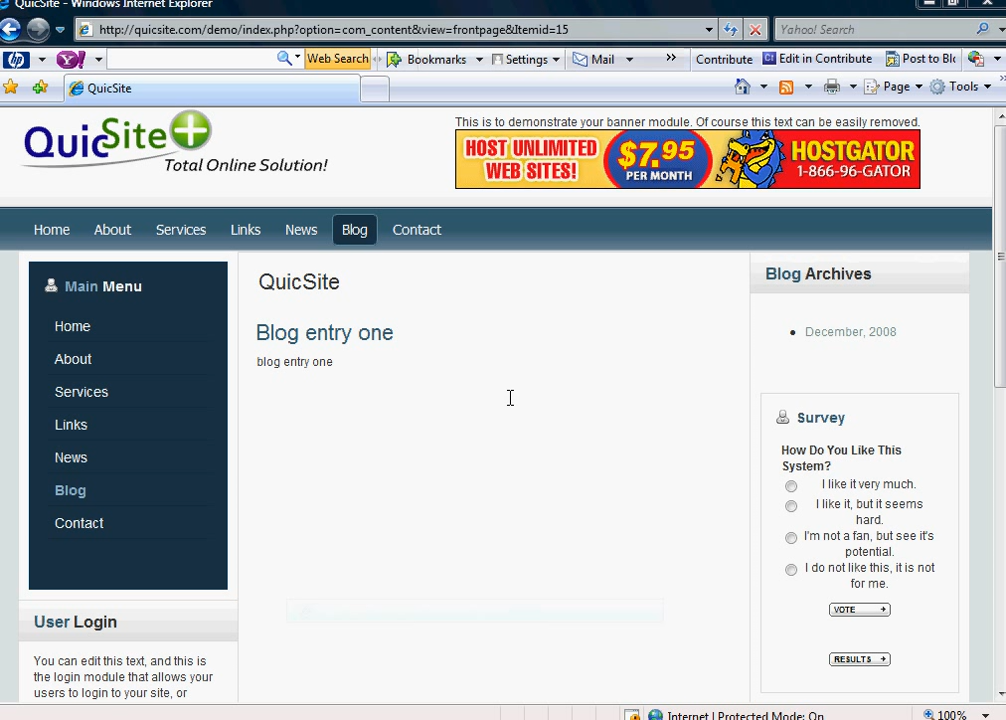 QuicSite - Windows Internet Explorer
http://quicsite.com/demo/index.php?option=com_content&view=frontpage&Itemid=15
Yahoo! Search
hp
Y!
Web Search
Bookmarks
Settings
Mail
»
Contribute
Edit in Contribute
Post to Blo
QuicSite
Page
Tools
QuicSite
Total Online Solution!
This is to demonstrate your banner module. Of course this text can be easily removed.
HOST UNLIMITED
WEB SITES!
$7.95
PER MONTH
HOSTGATOR
1-866-96-GATOR
Home About Services Links News Blog Contact
Main Menu
Home
About
Services
Links
News
Blog
Contact
User Login
You can edit this text, and this is
the login module that allows your
users to login to your site, or
QuicSite
Blog entry one
blog entry one
Blog Archives
December, 2008
Survey
How Do You Like This
System?
I like it very much.
I like it, but it seems
hard.
I'm not a fan, but see it's
potential.
I do not like this, it is not
for me.
VOTE
RESULTS
Internet | Protected Mode: On
100%